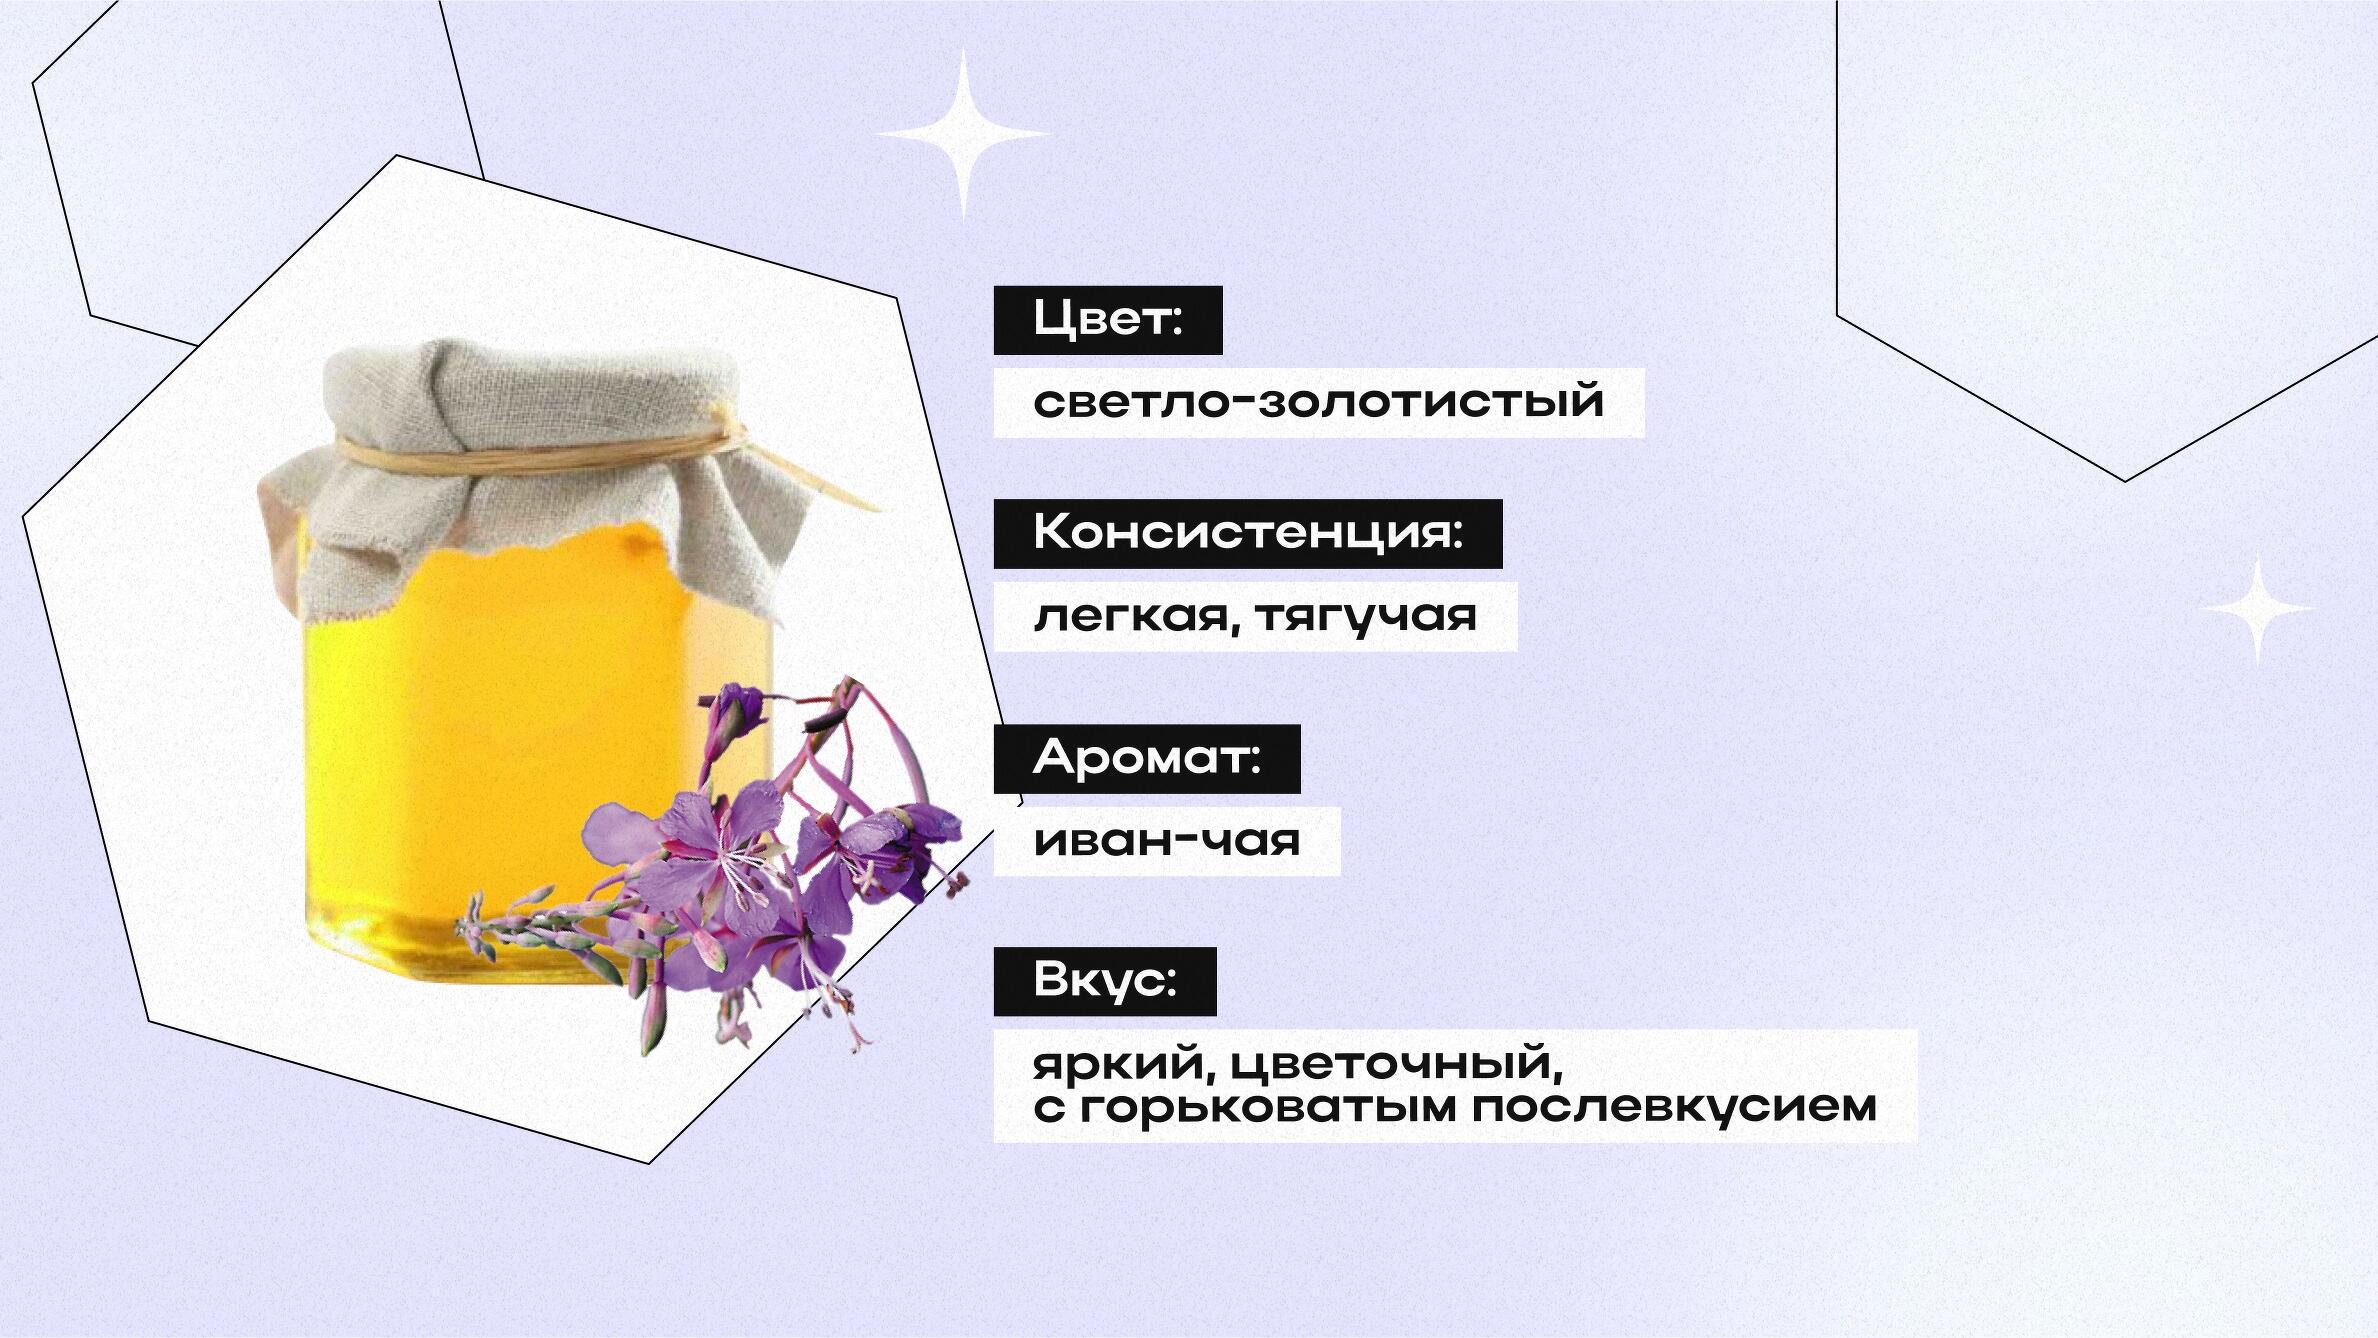 Цвет:
светло-золотистый
Консистенция:
легкая, тягучая
Аромат:
иван-чая
Вкус:
яркий, цветочный,
с горьковатым послевкусием